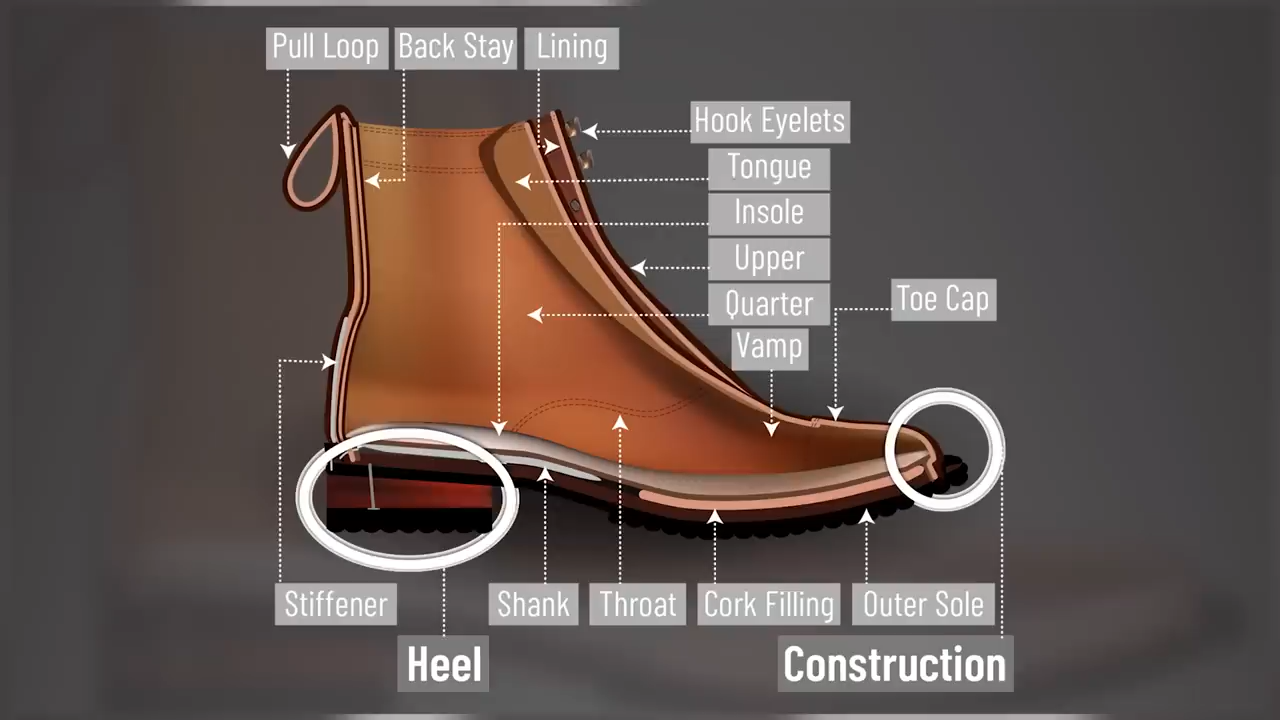 Pull Loop
Back Stay
Lining
Hook Eyelets
Tongue
Insole
Upper
Quarter
Vamp
Toe Cap
Stiffener
Shank
Throat
Cork Filling
Outer Sole
Heel
Construction